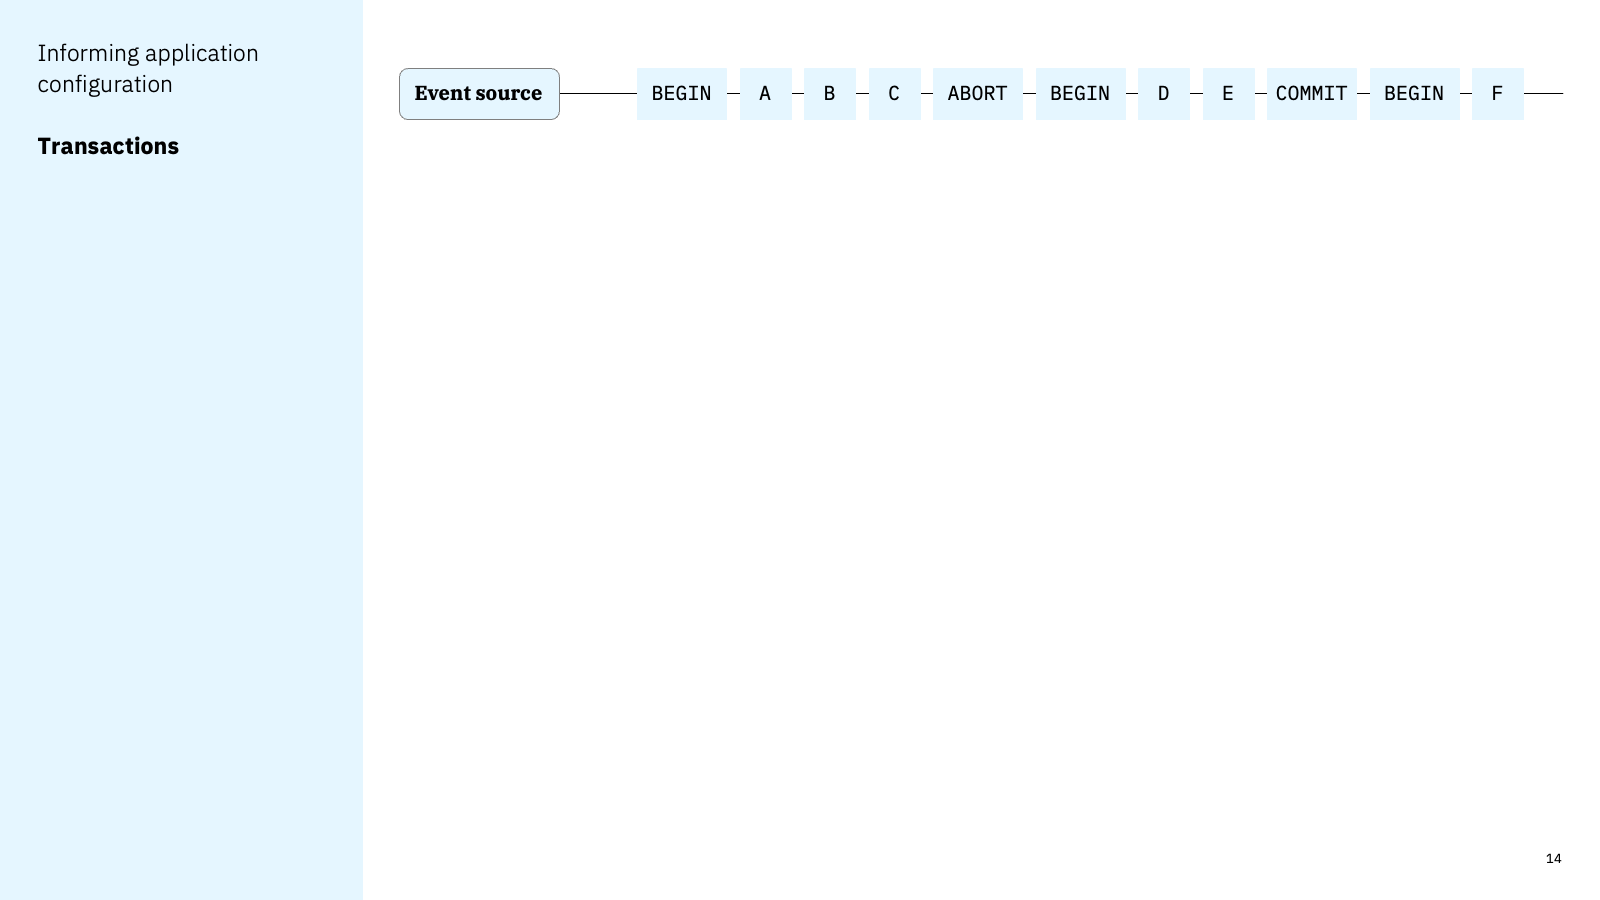 Informing application
configuration
Transactions
Event source BEGIN A B C ABORT BEGIN D E COMMIT BEGIN F
14